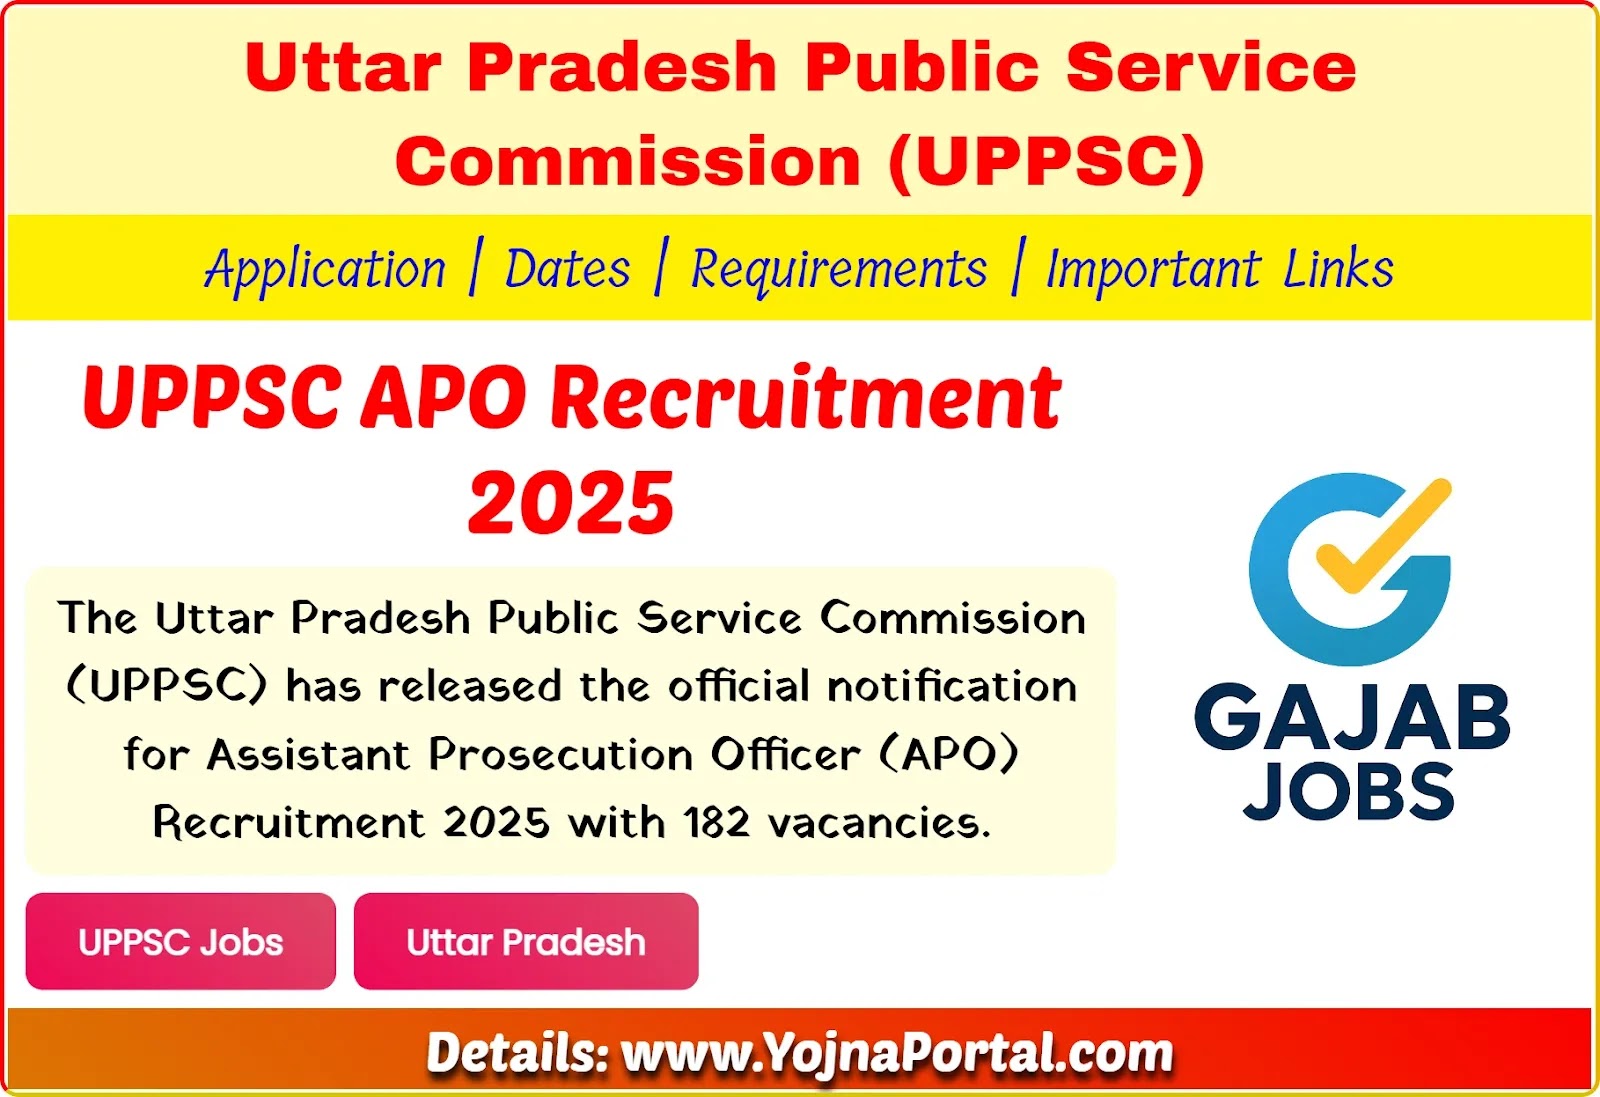 Uttar Pradesh Public Service
Commission (UPPSC)
Application | Dates | Requirements | Important Links
UPPSC APO Recruitment
2025
The Uttar Pradesh Public Service Commission
(UPPSC) has released the official notification
for Assistant Prosecution Officer (APO)
Recruitment 2025 with 182 vacancies.
GAJAB
JOBS
UPPSC Jobs
Uttar Pradesh
Details: www.YojnaPortal.com